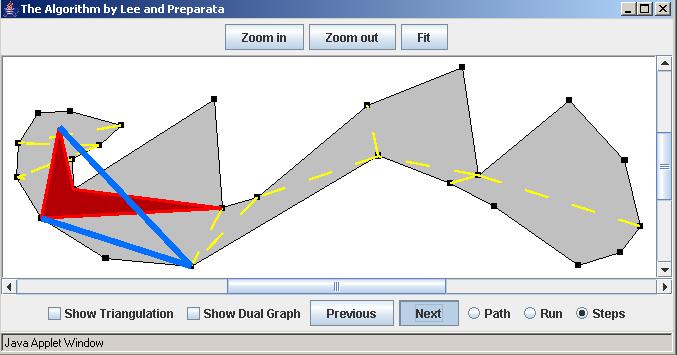 The Algorithm by Lee and Preparata
Zoom in Zoom out Fit
Show Triangulation Show Dual Graph Previous Next Path Run Steps
Java Applet Window